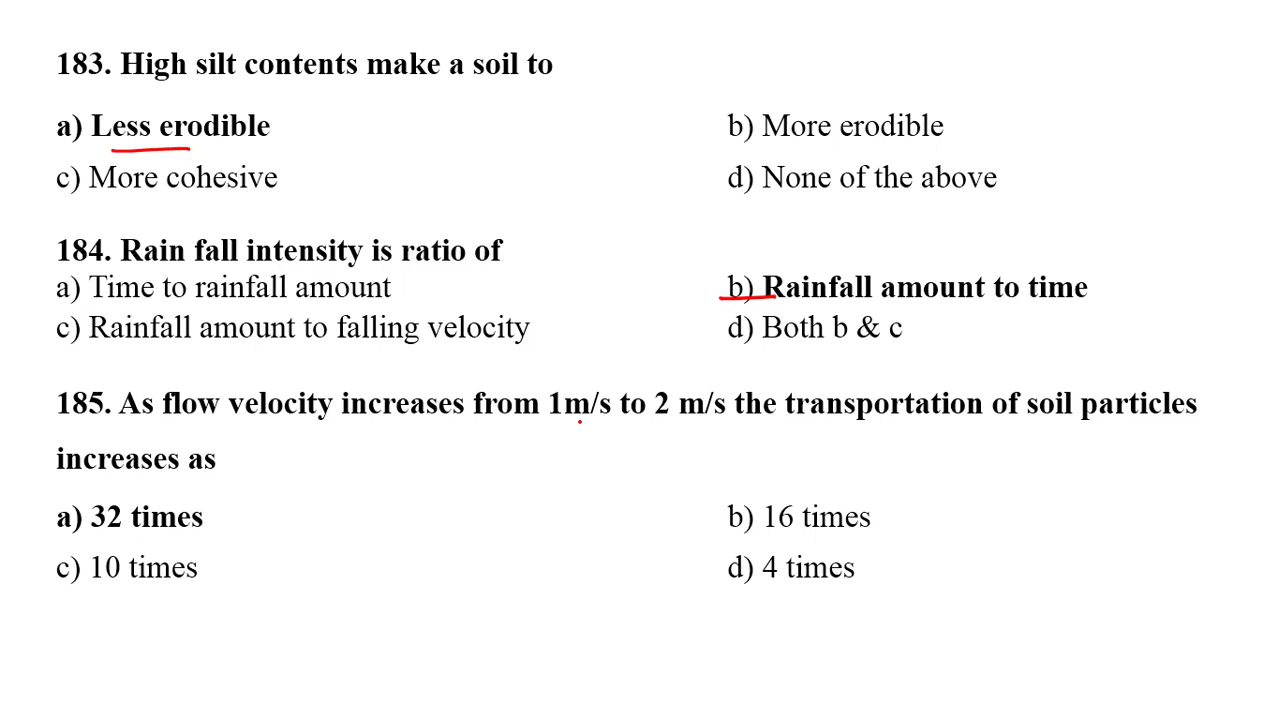 183. High silt contents make a soil to
a) Less erodible b) More erodible
c) More cohesive d) None of the above
184. Rain fall intensity is ratio of
a) Time to rainfall amount b) Rainfall amount to time
c) Rainfall amount to falling velocity d) Both b & c
185. As flow velocity increases from 1m/s to 2 m/s the transportation of soil particles
increases as
a) 32 times b) 16 times
c) 10 times d) 4 times